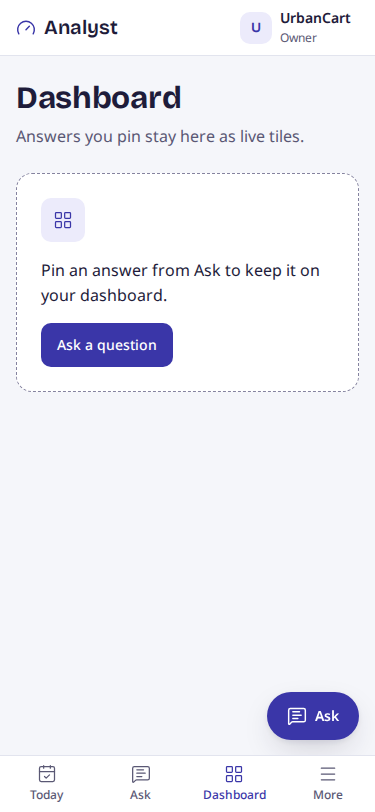 Analyst
U
UrbanCart
Owner
Dashboard
Answers you pin stay here as live tiles.
Pin an answer from Ask to keep it on
your dashboard.
Ask a question
Ask
Today
Ask
Dashboard
More